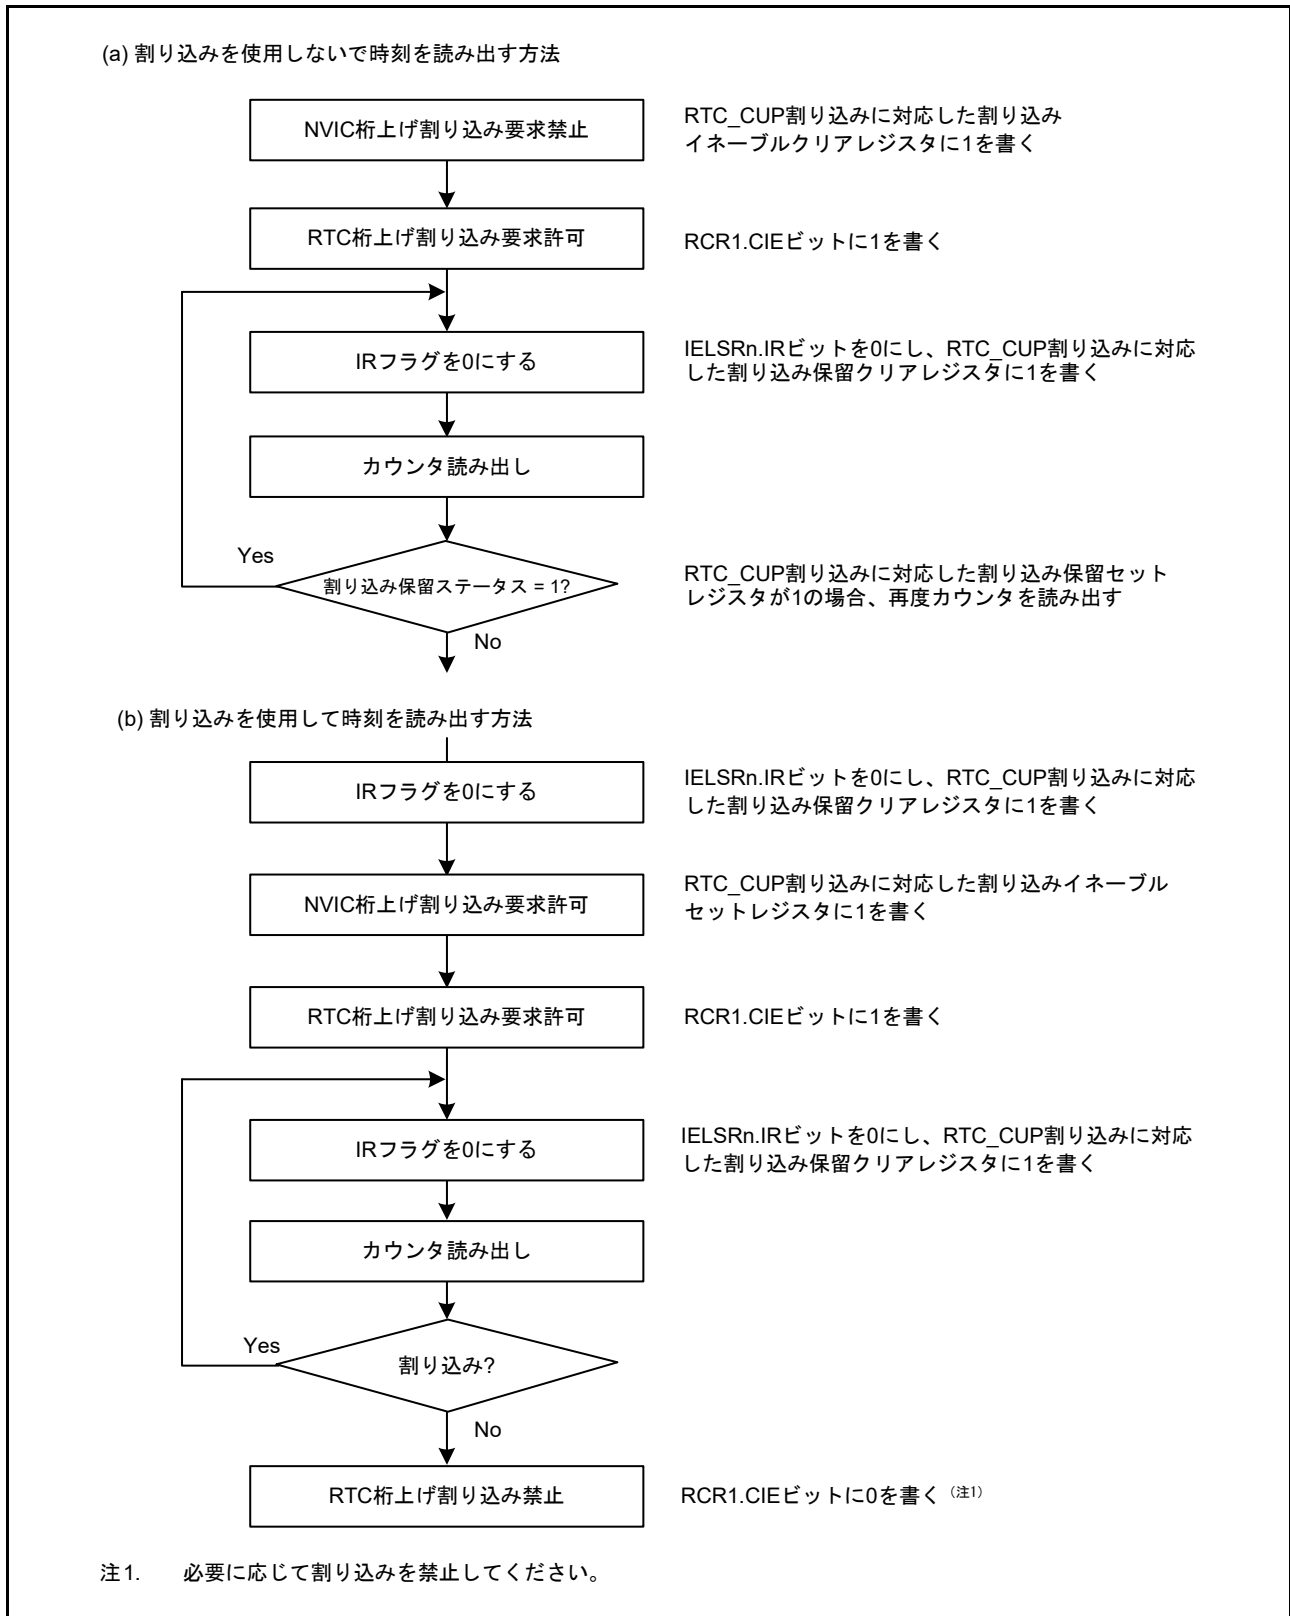 (a) 割り込みを使用しないで時刻を読み出す方法
NVIC桁上げ割り込み要求禁止
RTC_CUP割り込みに対応した割り込み
イネーブルクリアレジスタに1を書く
RTC桁上げ割り込み要求許可
RCR1.CIEビットに1を書く
IRフラグを0にする
IELSRn.IRビットを0にし、RTC_CUP割り込みに対応
した割り込み保留クリアレジスタに1を書く
カウンタ読み出し
Yes
割り込み保留ステータス = 1?
RTC_CUP割り込みに対応した割り込み保留セット
レジスタが1の場合、再度カウンタを読み出す
No
(b) 割り込みを使用して時刻を読み出す方法
IRフラグを0にする
IELSRn.IRビットを0にし、RTC_CUP割り込みに対応
した割り込み保留クリアレジスタに1を書く
NVIC桁上げ割り込み要求許可
RTC_CUP割り込みに対応した割り込みイネーブル
セットレジスタに1を書く
RTC桁上げ割り込み要求許可
RCR1.CIEビットに1を書く
IRフラグを0にする
IELSRn.IRビットを0にし、RTC_CUP割り込みに対応
した割り込み保留クリアレジスタに1を書く
カウンタ読み出し
Yes
割り込み?
No
RTC桁上げ割り込み禁止
RCR1.CIEビットに0を書く（注1）
注1. 必要に応じて割り込みを禁止してください。